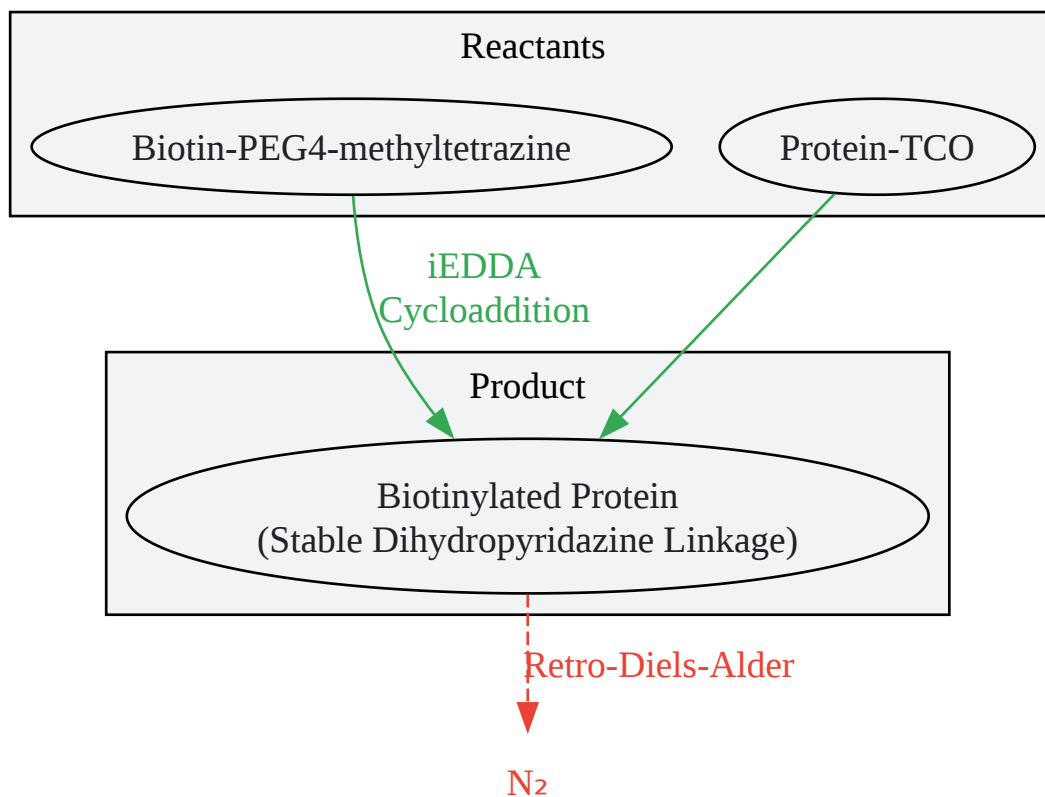 Reactants
Biotin-PEG4-methyltetrazine
Protein-TCO
iEDDA
Cycloaddition
Product
Biotinylated Protein
(Stable Dihydropyridazine Linkage)
Retro-Diels-Alder
N₂